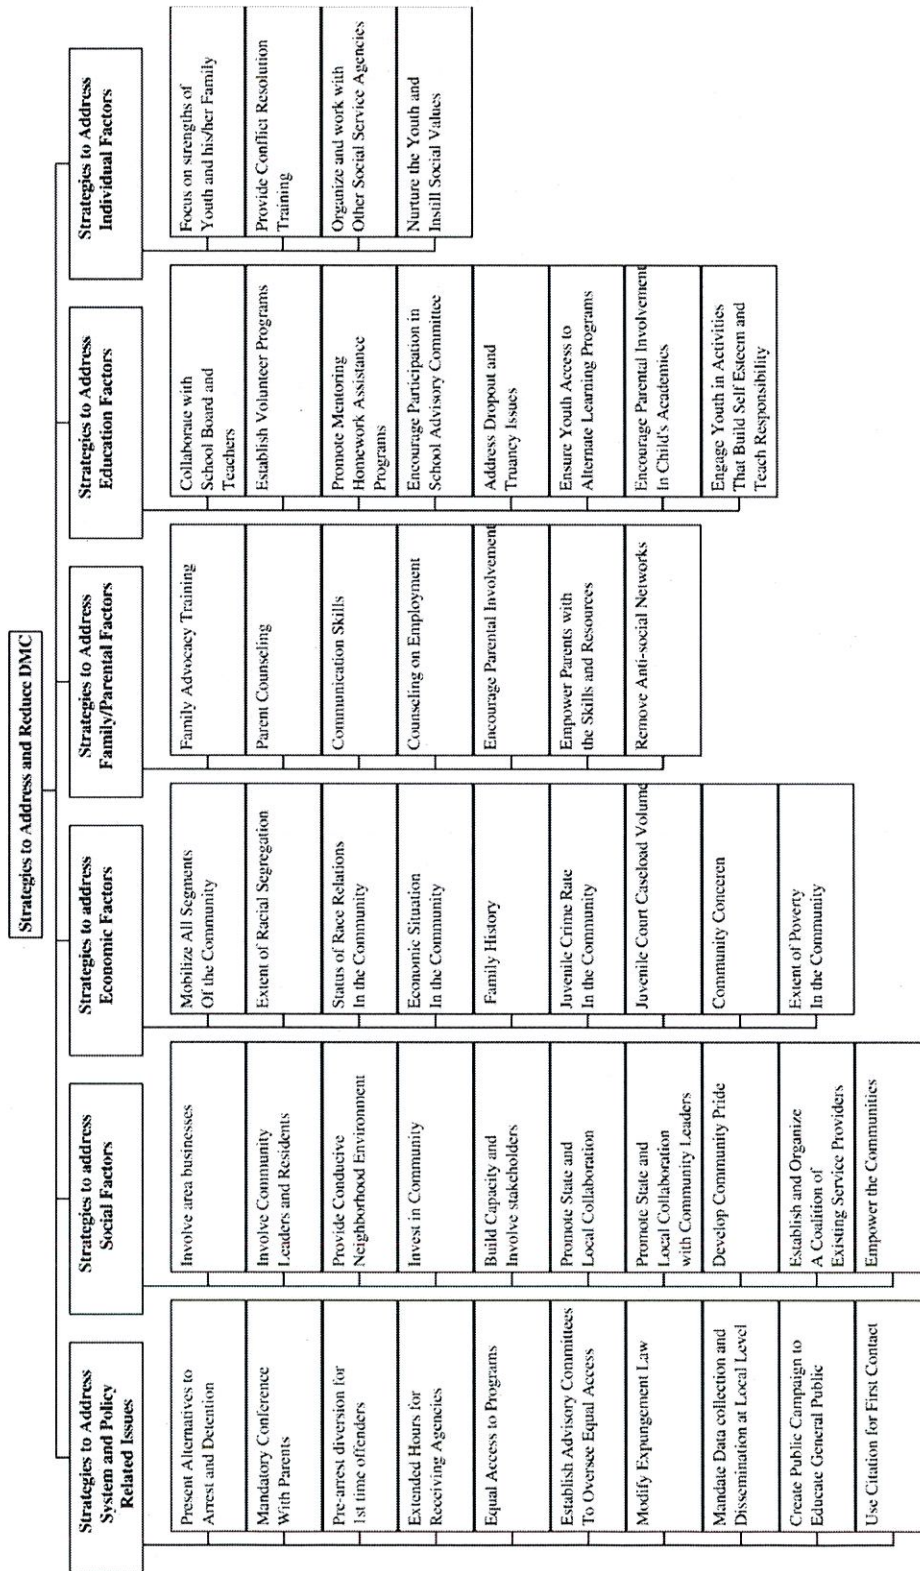 Strategies to Address and Reduce DMC
Strategies to Address
System and Policy
Related Issues
Present Alternatives to
Arrest and Detention
Mandatory Conference
With Parents
Pre-arrest diversion for
1st time offenders
Extended Hours for
Receiving Agencies
Equal Access to Programs
Establish Advisory Committees
To Oversee Equal Access
Modify Expungement Law
Mandate Data collection and
Dissemination at Local Level
Create Public Campaign to
Educate General Public
Use Citation for First Contact
Strategies to address
Social Factors
Involve area businesses
Involve Community
Leaders and Residents
Provide Conducive
Neighborhood Environment
Invest in Community
Build Capacity and
Involve stakeholders
Promote State and
Local Collaboration
Promote State and
Local Collaboration
with Community Leaders
Develop Community Pride
Establish and Organize
A Coalition of
Existing Service Providers
Empower the Communities
Strategies to address
Economic Factors
Mobilize All Segments
Of the Community
Extent of Racial Segregation
Status of Race Relations
In the Community
Economic Situation
In the Community
Family History
Juvenile Crime Rate
In the Community
Juvenile Court Caseload Volume
Community Conceren
Extent of Poverty
In the Community
Strategies to Address
Family/Parental Factors
Family Advocacy Training
Parent Counseling
Communication Skills
Counseling on Employment
Encourage Parental Involvement
Empower Parents with
the Skills and Resources
Remove Anti-social Networks
Strategies to Address
Education Factors
Collaborate with
School Board and
Teachers
Establish Volunteer Programs
Promote Mentoring
Homework Assistance
Programs
Encourage Participation in
School Advisory Committee
Address Dropout and
Truancy Issues
Ensure Youth Access to
Alternate Learning Programs
Encourage Parental Involvement
In Child's Academics
Engage Youth in Activities
That Build Self Esteem and
Teach Responsibility
Strategies to Address
Individual Factors
Focus on strengths of
Youth and his/her Family
Provide Conflict Resolution
Training
Organize and work with
Other Social Service Agencies
Nurture the Youth and
Instill Social Values